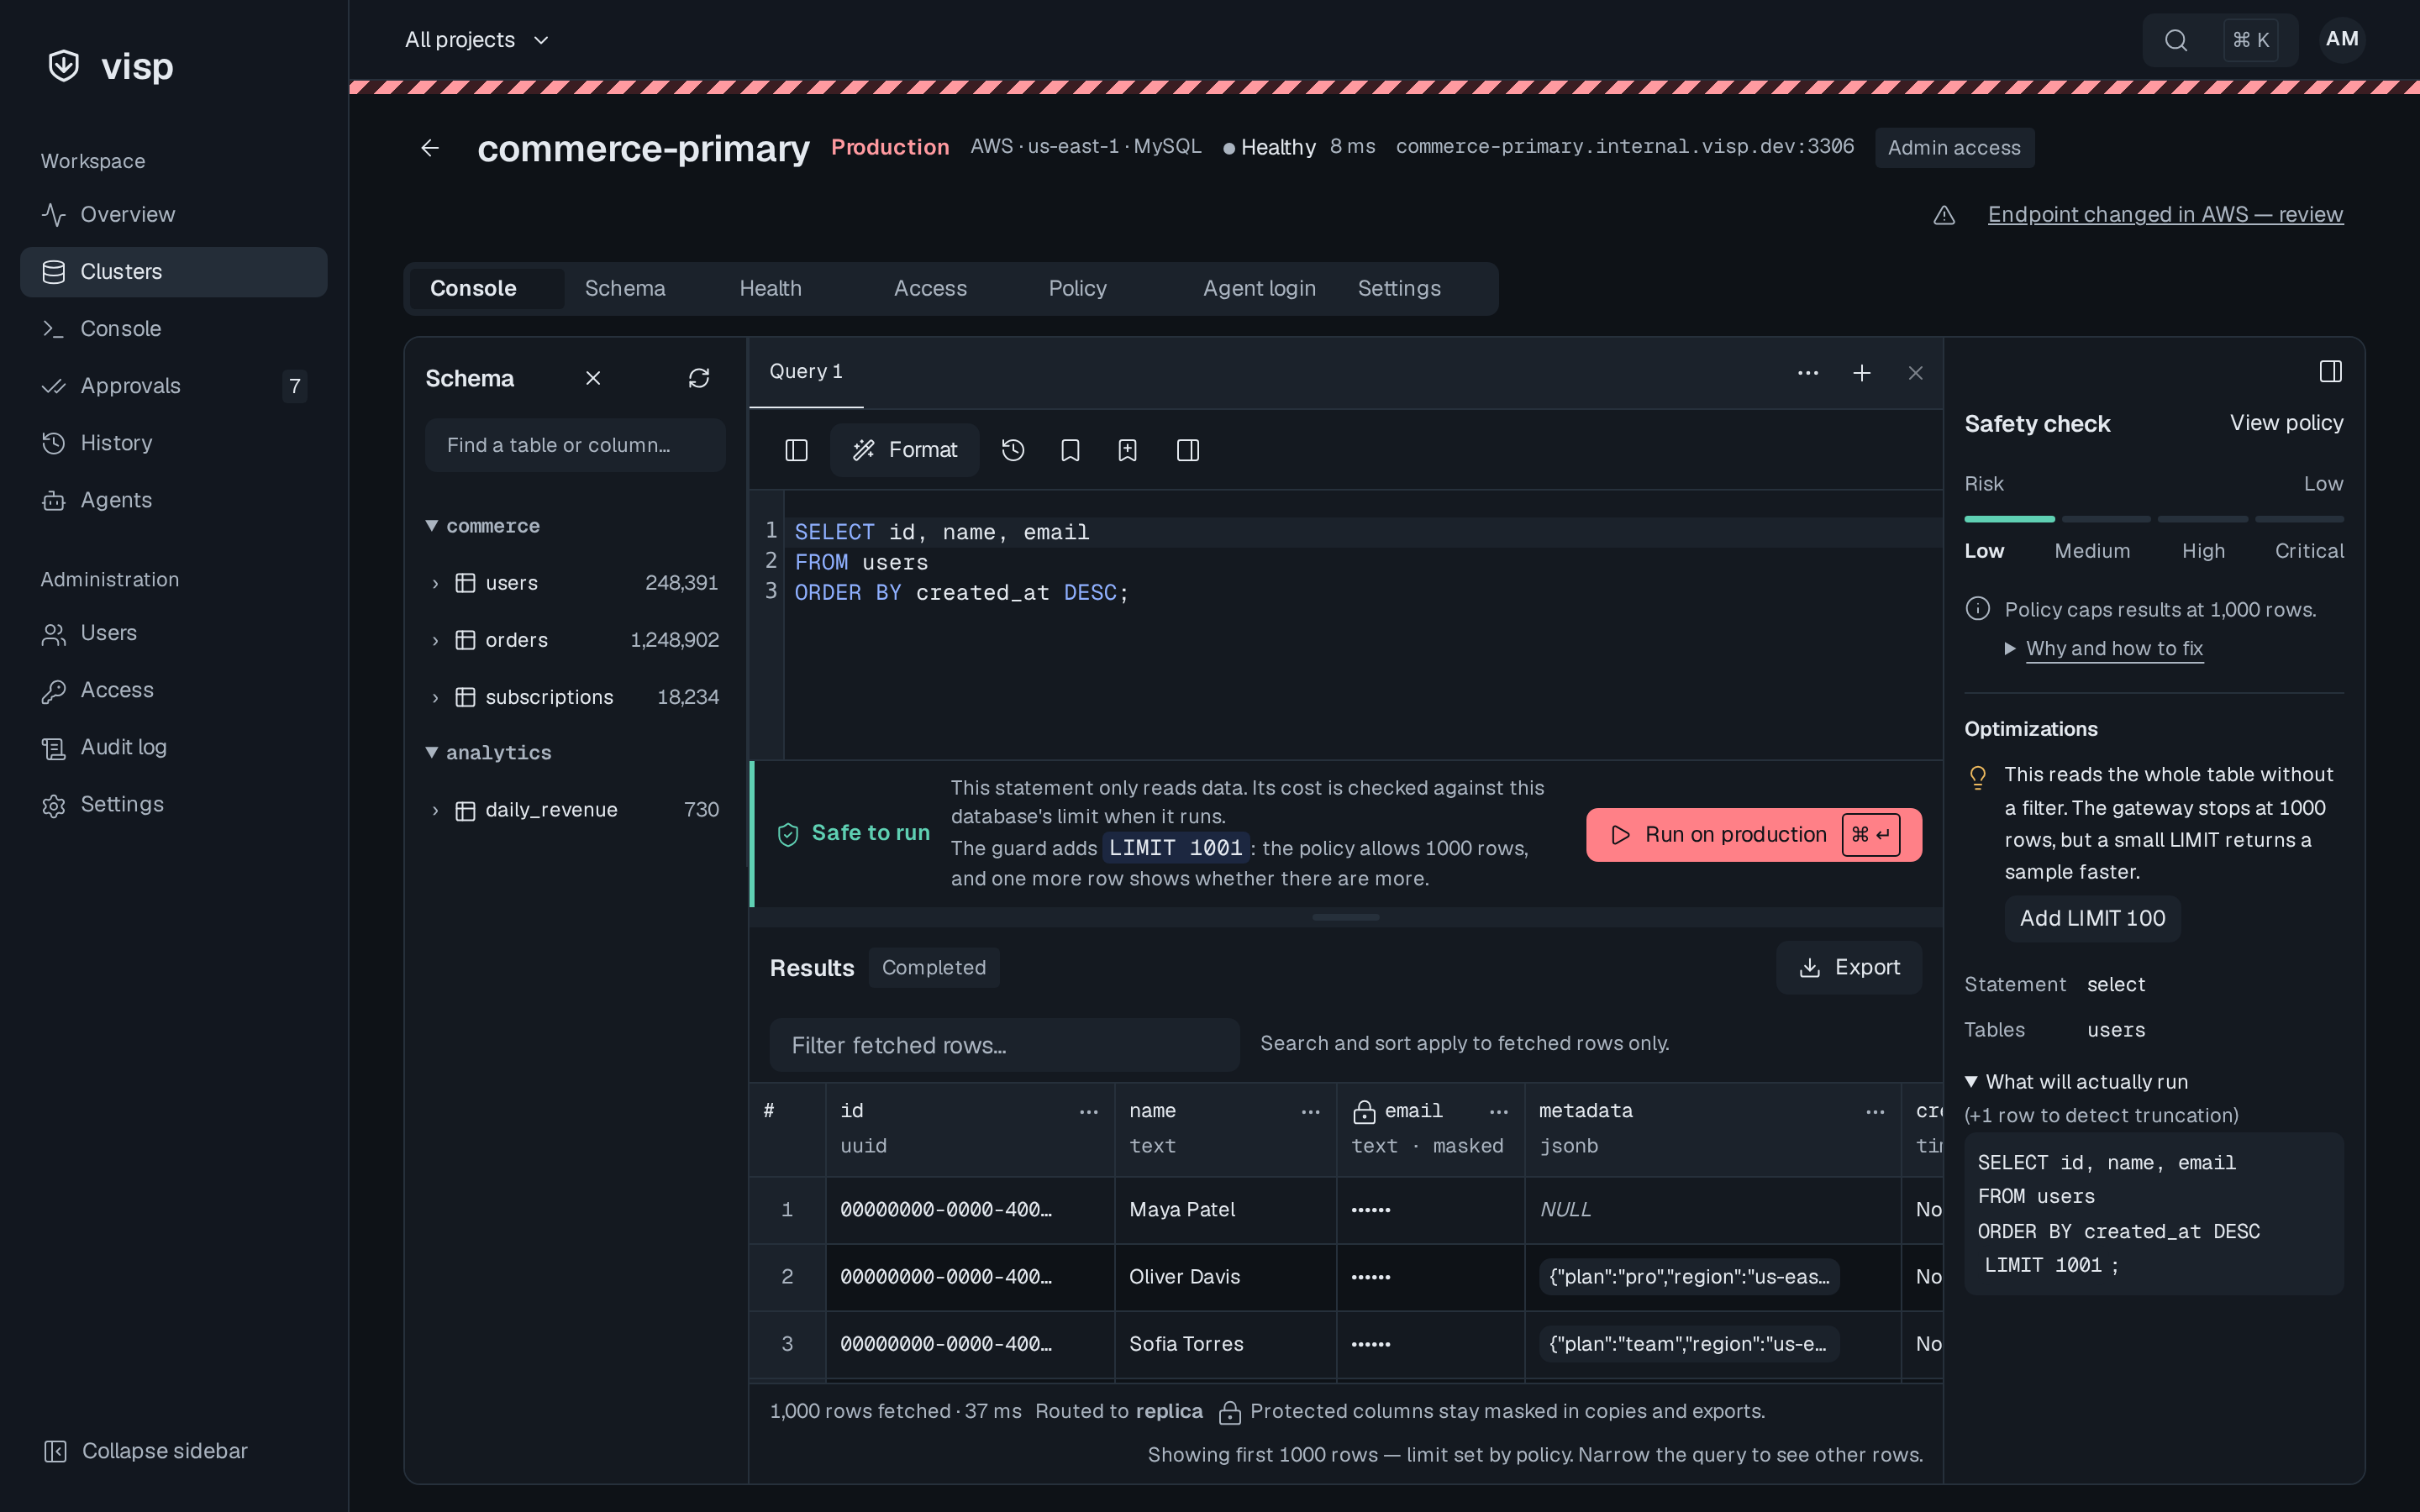 visp
Workspace
Overview
Clusters
Console
Approvals 7
History
Agents
Administration
Users
Access
Audit log
Settings
Collapse sidebar
All projects
⌘ K
AM
commerce-primary Production AWS · us-east-1 · MySQL Healthy 8 ms commerce-primary.internal.visp.dev:3306 Admin access
Endpoint changed in AWS — review
Console Schema Health Access Policy Agent login Settings
Schema
Find a table or column...
commerce
users 248,391
orders 1,248,902
subscriptions 18,234
analytics
daily_revenue 730
Query 1
Format
1 SELECT id, name, email
2 FROM users
3 ORDER BY created_at DESC;
Safe to run
This statement only reads data. Its cost is checked against this
database's limit when it runs.
The guard adds LIMIT 1001: the policy allows 1000 rows,
and one more row shows whether there are more.
Run on production ⌘ ↵
Results Completed
Export
Filter fetched rows...
Search and sort apply to fetched rows only.
# id name email metadata cre
uuid text text · masked jsonb tim
1 00000000-0000-400... Maya Patel •••••• NULL No
2 00000000-0000-400... Oliver Davis •••••• {"plan":"pro","region":"us-eas... No
3 00000000-0000-400... Sofia Torres •••••• {"plan":"team","region":"us-e... No
1,000 rows fetched · 37 ms Routed to replica Protected columns stay masked in copies and exports.
Showing first 1000 rows — limit set by policy. Narrow the query to see other rows.
Safety check View policy
Risk Low
Low Medium High Critical
Policy caps results at 1,000 rows.
Why and how to fix
Optimizations
This reads the whole table without
a filter. The gateway stops at 1000
rows, but a small LIMIT returns a
sample faster.
Add LIMIT 100
Statement select
Tables users
What will actually run
(+1 row to detect truncation)
SELECT id, name, email
FROM users
ORDER BY created_at DESC
LIMIT 1001 ;